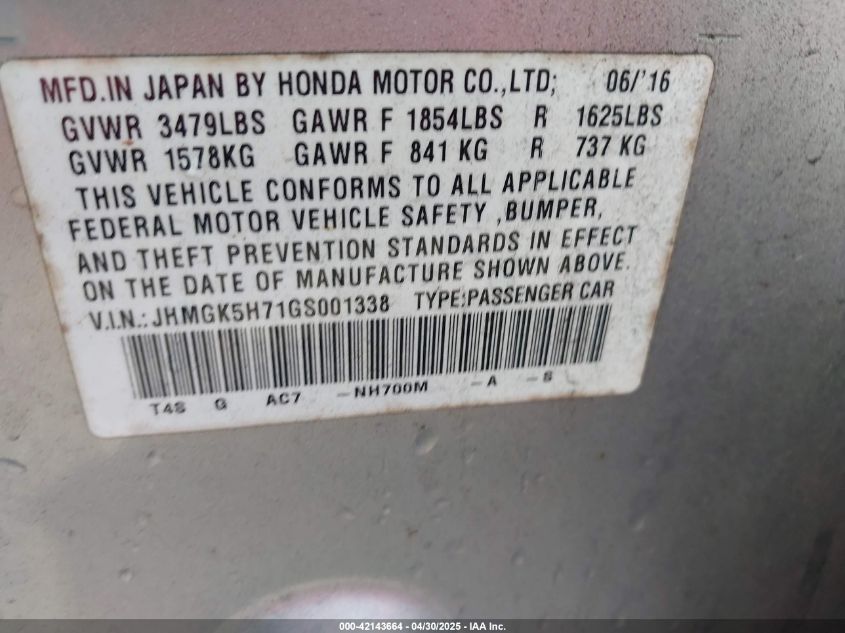 MFD.IN JAPAN BY HONDA MOTOR CO.,LTD; 06/'16
GVWR 3479LBS GAWR F 1854LBS R 1625LBS
GVWR 1578KG GAWR F 841 KG R 737 KG
THIS VEHICLE CONFORMS TO ALL APPLICABLE
FEDERAL MOTOR VEHICLE SAFETY ,BUMPER,
AND THEFT PREVENTION STANDARDS IN EFFECT
ON THE DATE OF MANUFACTURE SHOWN ABOVE.
V.I.N.: JHMGK5H71GS001338 TYPE:PASSENGER CAR
T4S G AC7 -NH700M -A -S
000-42143664 - 04/30/2025 - IAA Inc.